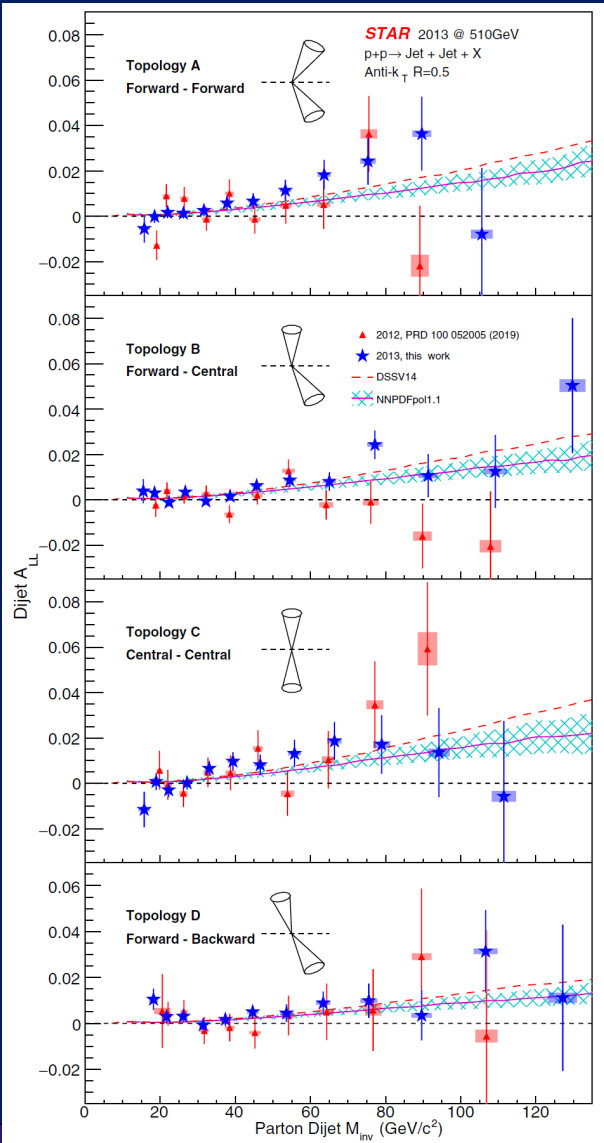 STAR 2013 @ 510GeV
p+p→ Jet + Jet + X
Anti-k_T R=0.5
Topology A
Forward - Forward
0.08
0.06
0.04
0.02
0
−0.02
Topology B
Forward - Central
2012, PRD 100 052005 (2019)
2013, this work
DSSV14
NNPDFpol1.1
0.08
0.06
0.04
0.02
0
−0.02
Dijet A_LL
Topology C
Central - Central
0.08
0.06
0.04
0.02
0
−0.02
Topology D
Forward - Backward
0.06
0.04
0.02
0
−0.02
0 20 40 60 80 100 120
Parton Dijet M_inv (GeV/c²)